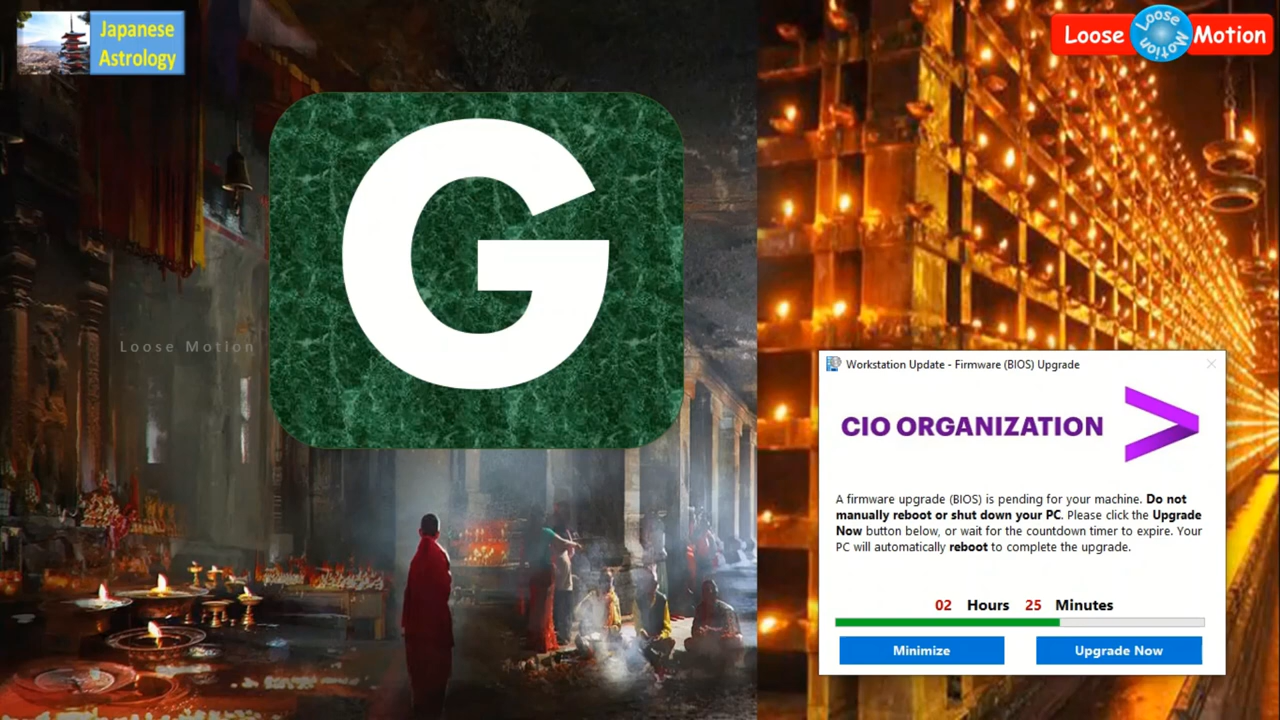 Japanese
Astrology
Loose
Loose
Motion
Motion
G
Loose Motion
Workstation Update - Firmware (BIOS) Upgrade
CIO ORGANIZATION
A firmware upgrade (BIOS) is pending for your machine. Do not
manually reboot or shut down your PC. Please click the Upgrade
Now button below, or wait for the countdown timer to expire. Your
PC will automatically reboot to complete the upgrade.
02 Hours 25 Minutes
Minimize
Upgrade Now